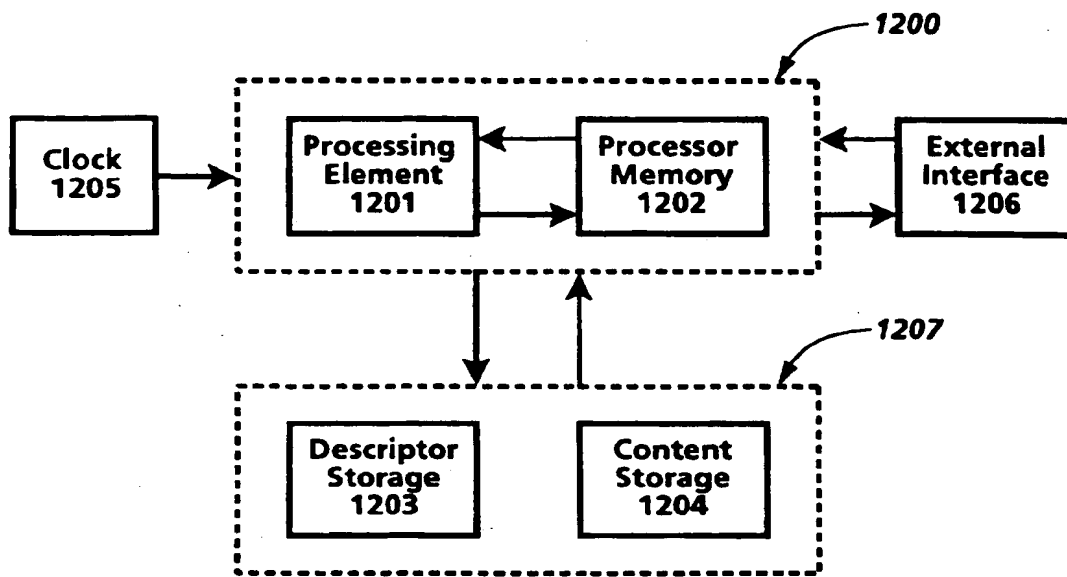 1200
Clock
1205
Processing
Element
1201
Processor
Memory
1202
External
Interface
1206
1207
Descriptor
Storage
1203
Content
Storage
1204